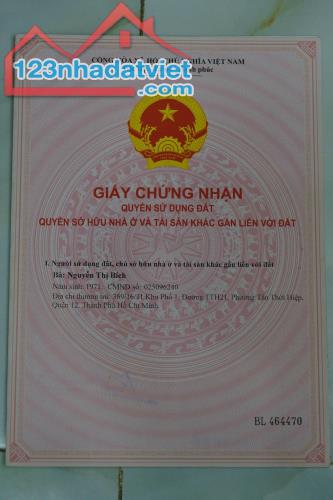 123nhadatviet.com
CỘNG HÒA XÃ HỘI CHỦ NGHĨA VIỆT NAM
phúc
GIẤY CHỨNG NHẬN
QUYỀN SỬ DỤNG ĐẤT
QUYỀN SỞ HỮU NHÀ Ở VÀ TÀI SẢN KHÁC GẮN LIỀN VỚI ĐẤT
I. Người sử dụng đất, chủ sở hữu nhà ở và tài sản khác gắn liền với đất
Bà: Nguyễn Thị Bích
Năm sinh: 1971 CMND số: 025096240
Địa chỉ thường trú: Khu Phố 1, Đường TTH21, Phường Tân Thới Hiệp,
Quận 12, Thành Phố Hồ Chí Minh.
BL 464470